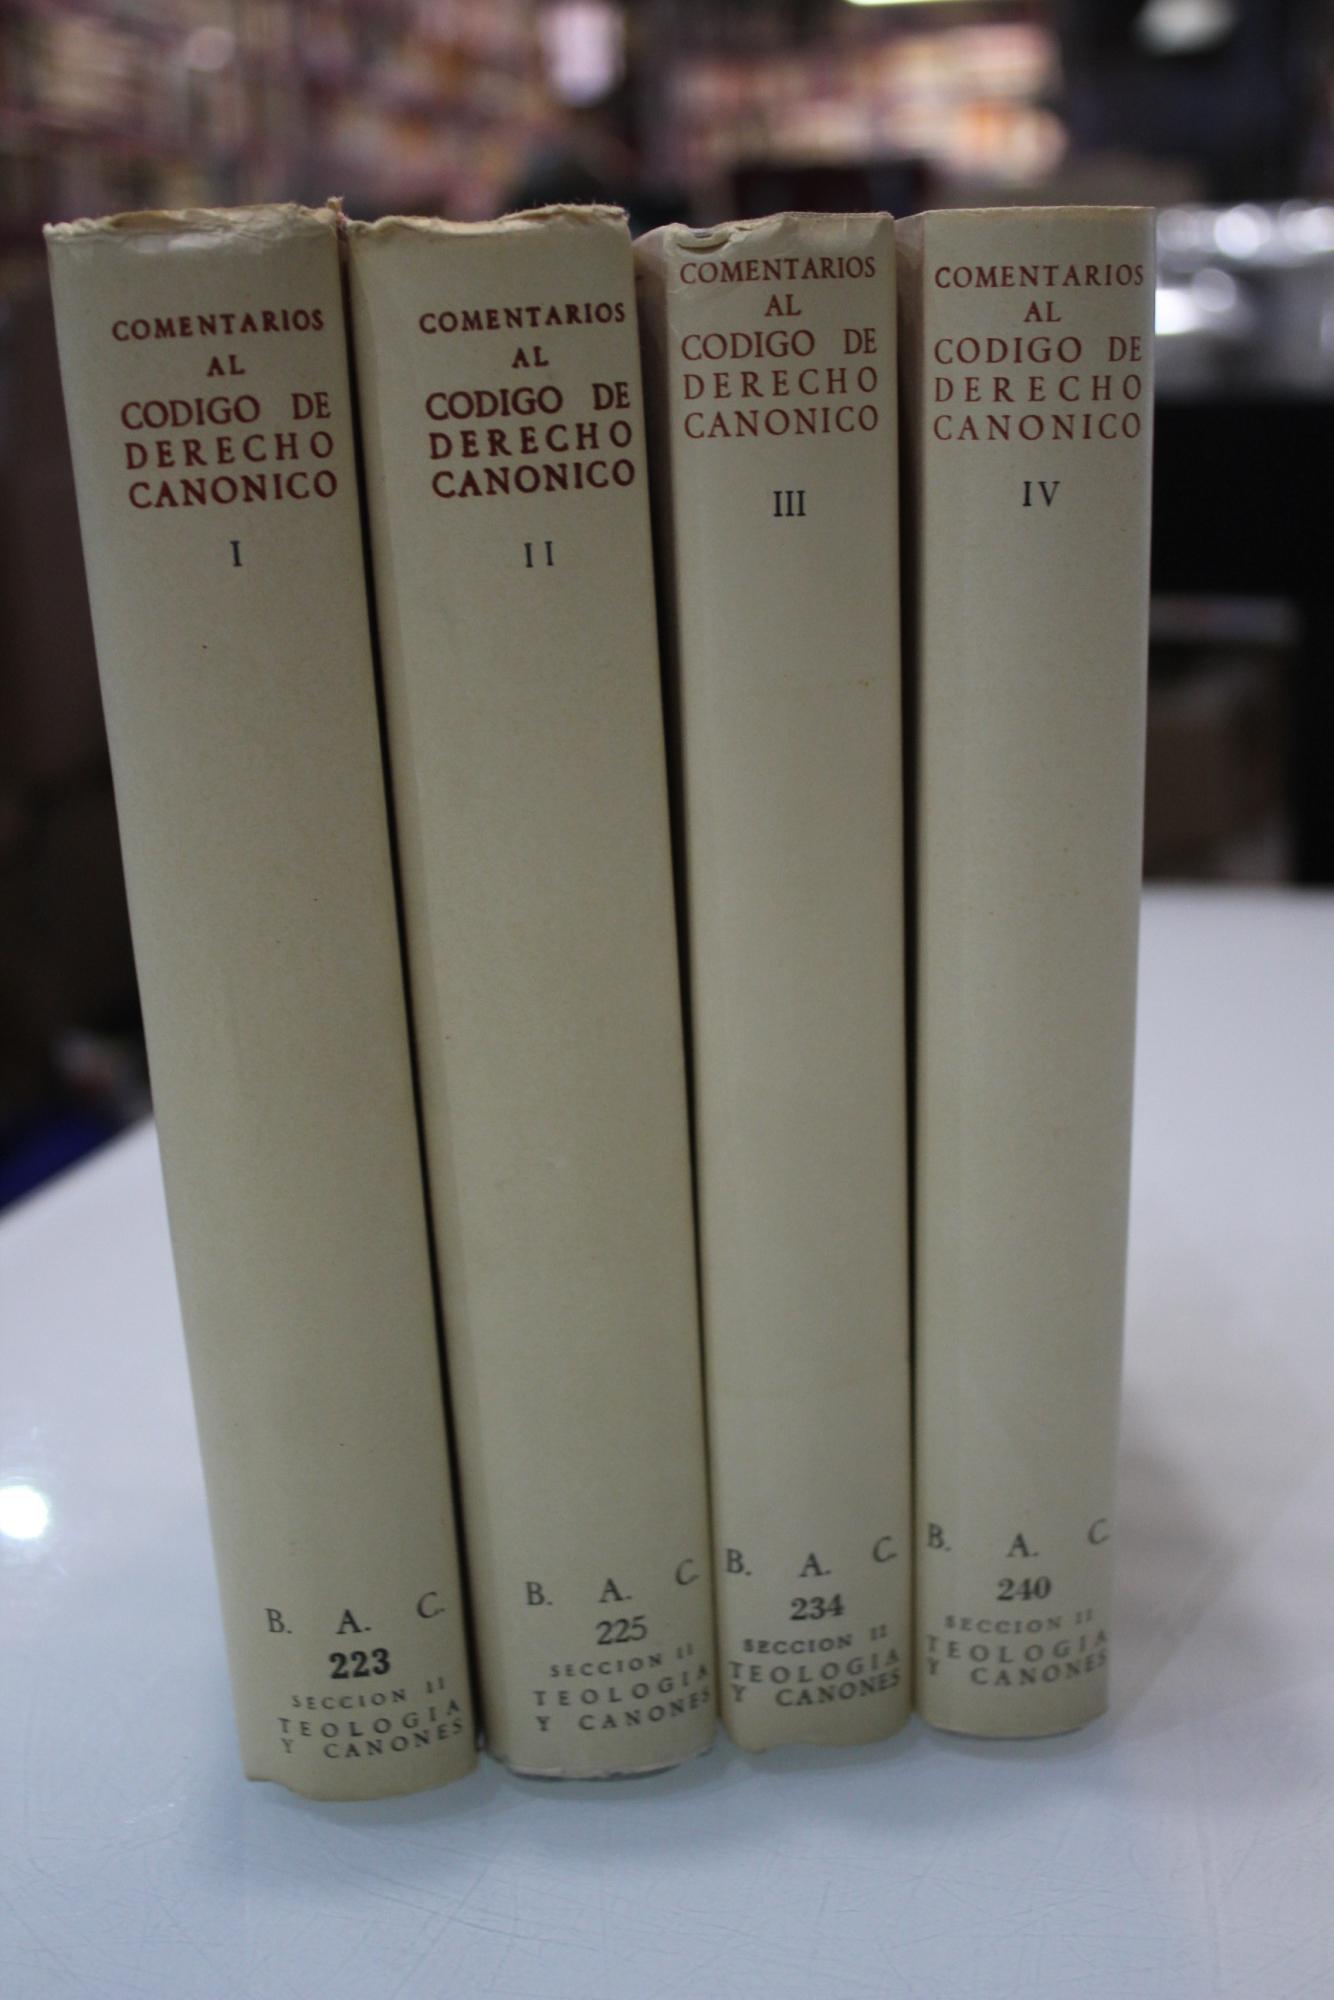 COMENTARIOS
AL
CODIGO DE
DERECHO
CANONICO
I
B. A. C.
223
SECCION II
TEOLOGIA
Y CANONES
COMENTARIOS
AL
CODIGO DE
DERECHO
CANONICO
II
B. A. C.
225
SECCION II
TEOLOGIA
Y CANONES
COMENTARIOS
AL
CODIGO DE
DERECHO
CANONICO
III
B. A. C.
234
SECCION II
TEOLOGIA
Y CANONES
COMENTARIOS
AL
CODIGO DE
DERECHO
CANONICO
IV
B. A. C.
240
SECCION II
TEOLOGIA
Y CANONES